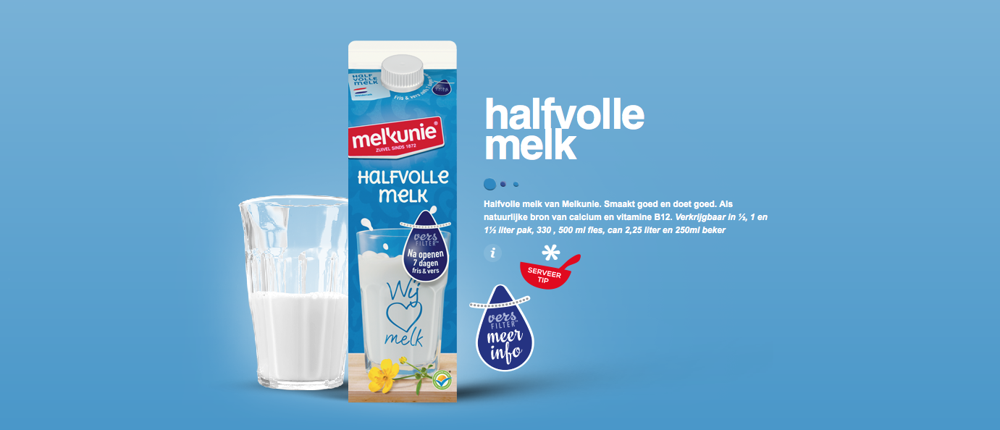 HALF
VOLLE
MELK
Fris & vers
melkunie®
ZUIVEL SINDS 1872
HALFVOLLE
MELK
vers
FILTER™
Na openen
7 dagen
fris & vers
Wij
melk
halfvolle
melk
Halfvolle melk van Melkunie. Smaakt goed en doet goed. Als
natuurlijke bron van calcium en vitamine B12. Verkrijgbaar in ½, 1 en
1½ liter pak, 330 , 500 ml fles, can 2,25 liter en 250ml beker
i
SERVEER
TIP
vers
FILTER™
meer
info